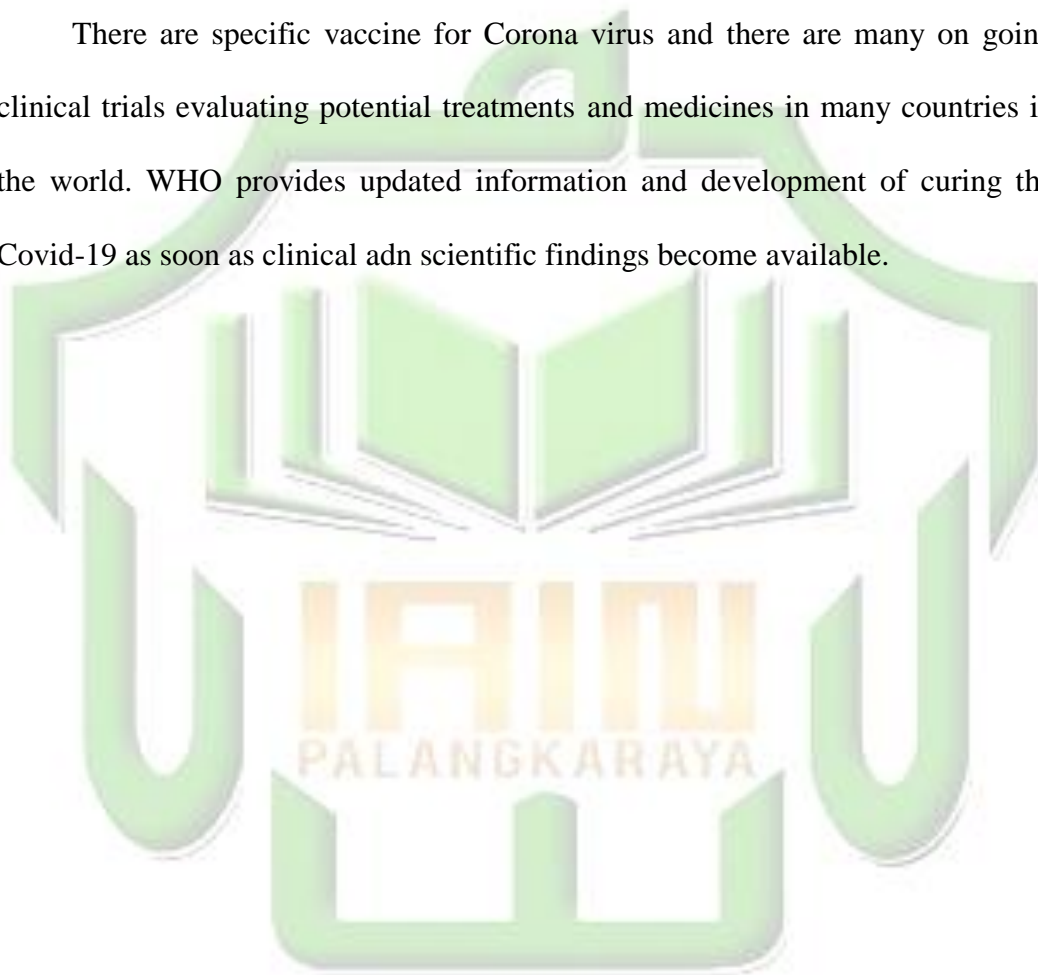 There are specific vaccine for Corona virus and there are many on goin
clinical trials evaluating potential treatments and medicines in many countries i
the world. WHO provides updated information and development of curing th
Covid-19 as soon as clinical adn scientific findings become available.
IAIN
PALANGKARAYA